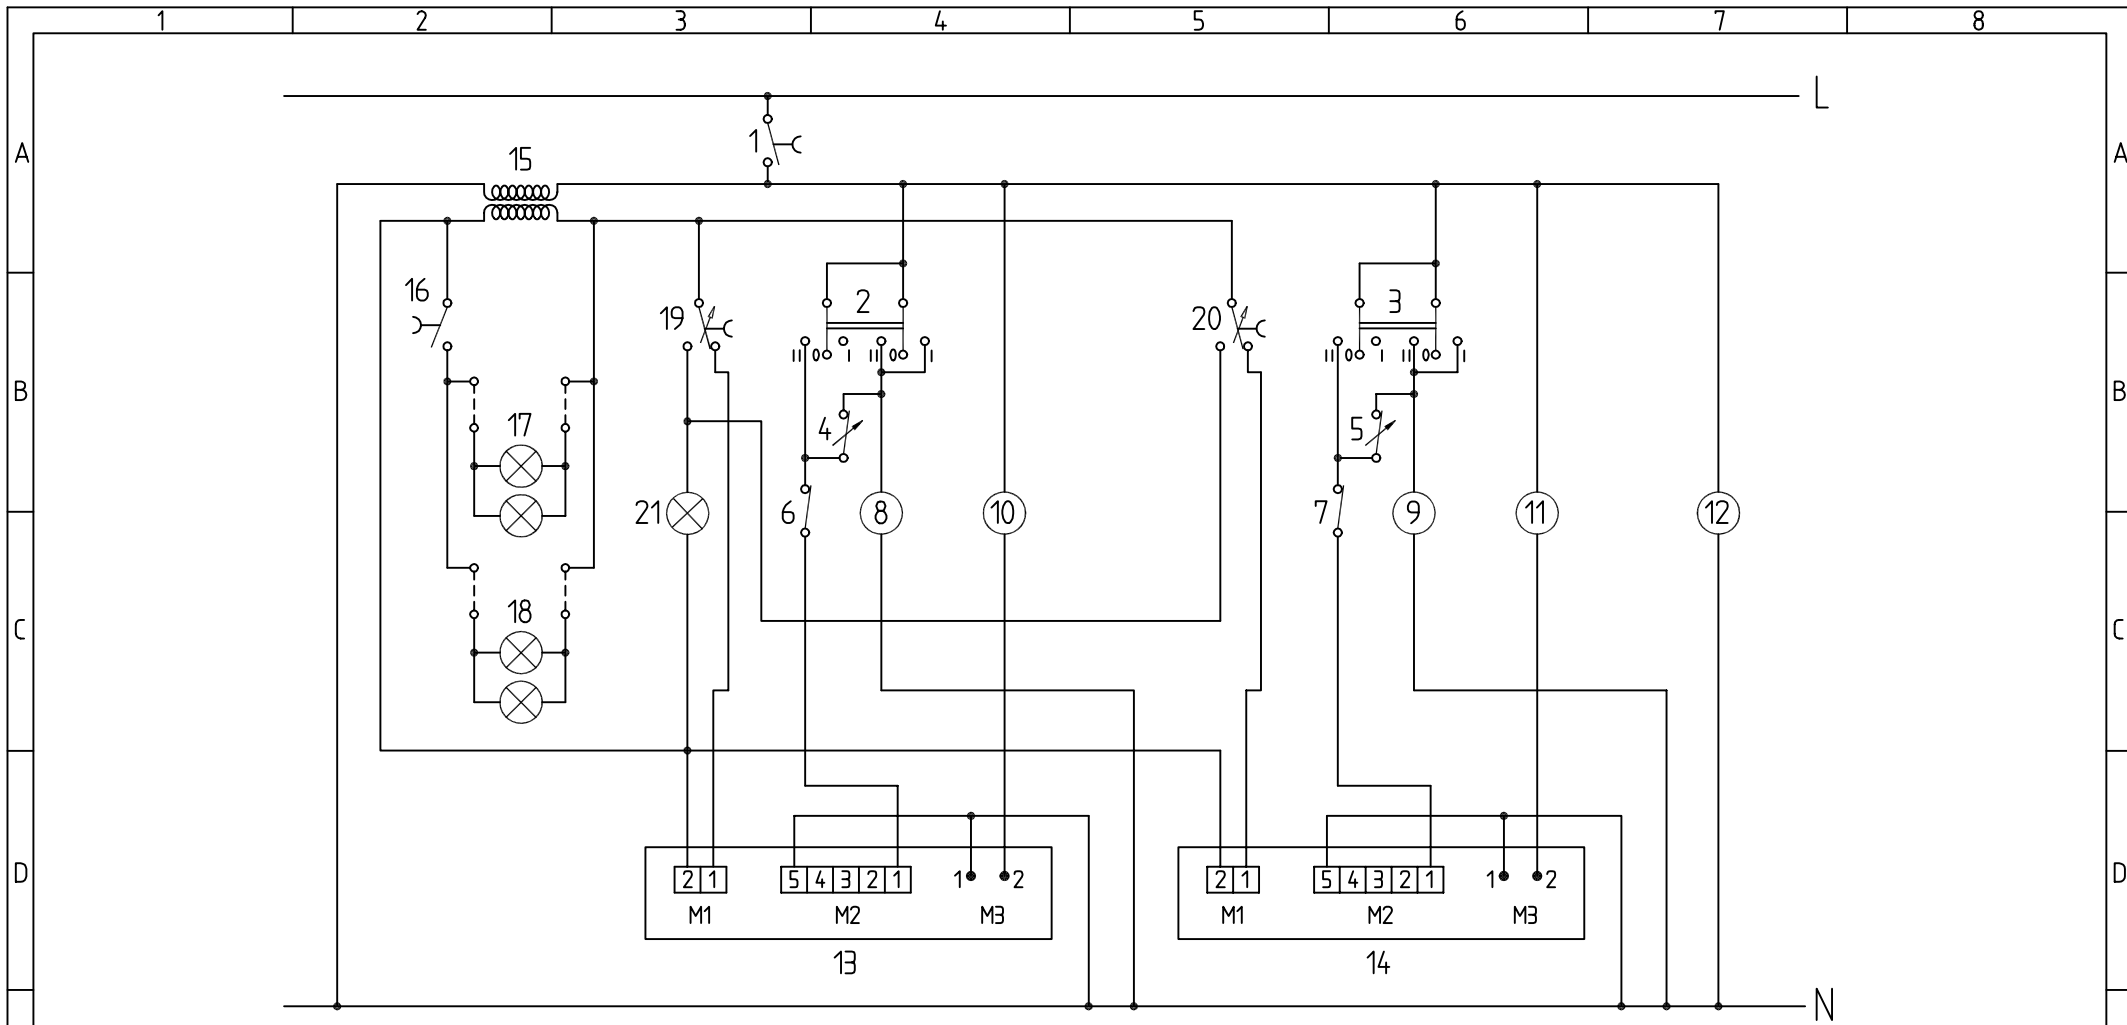 1 2 3 4 5 6 7 8
L
A 15 1 A
16 19 2 20 3
II 0 I II 0 I II 0 I II 0 I
B B
17 4 5
21 6 8 10 7 9 11 12
C 18 C
D 2 1 5 4 3 2 1 1 2 2 1 5 4 3 2 1 1 2 D
M1 M2 M3 M1 M2 M3
13 14
N